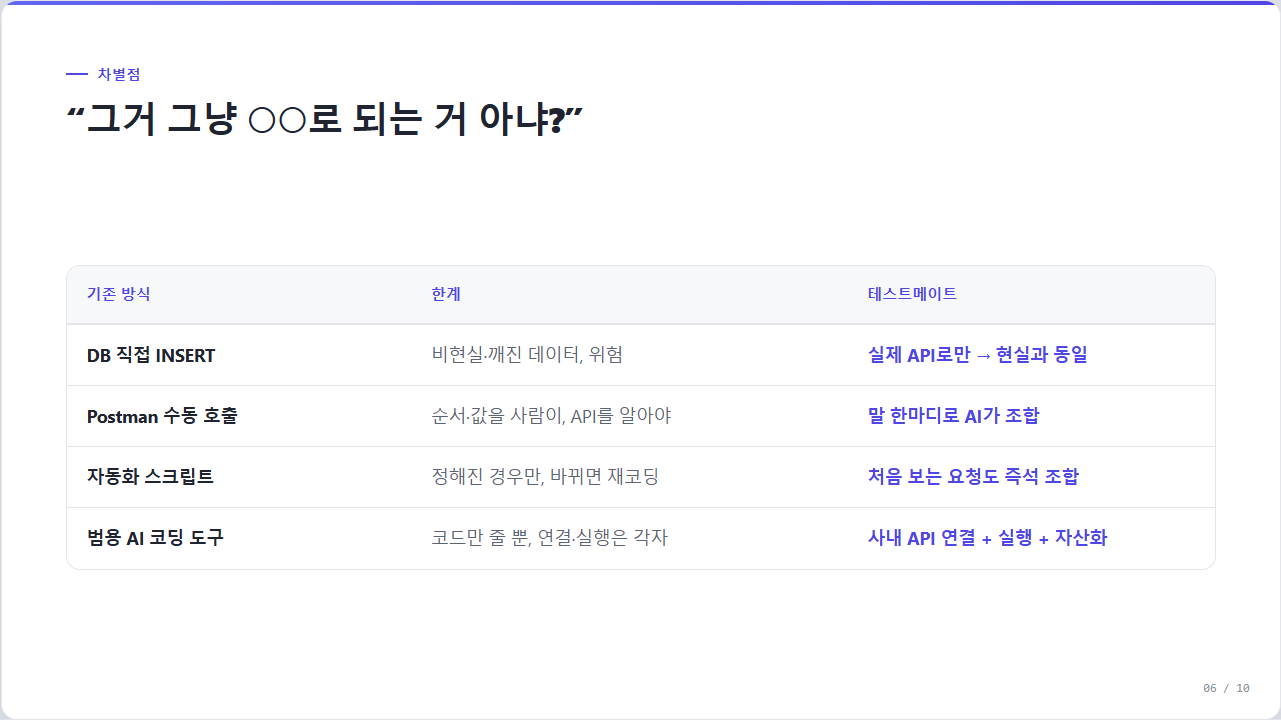 차별점
“그거 그냥 ○○로 되는 거 아냐?”
기존 방식 한계 테스트메이트
DB 직접 INSERT 비현실·깨진 데이터, 위험 실제 API로만 → 현실과 동일
Postman 수동 호출 순서·값을 사람이, API를 알아야 말 한마디로 AI가 조합
자동화 스크립트 정해진 경우만, 바뀌면 재코딩 처음 보는 요청도 즉석 조합
범용 AI 코딩 도구 코드만 줄 뿐, 연결·실행은 각자 사내 API 연결 + 실행 + 자산화
06 / 10